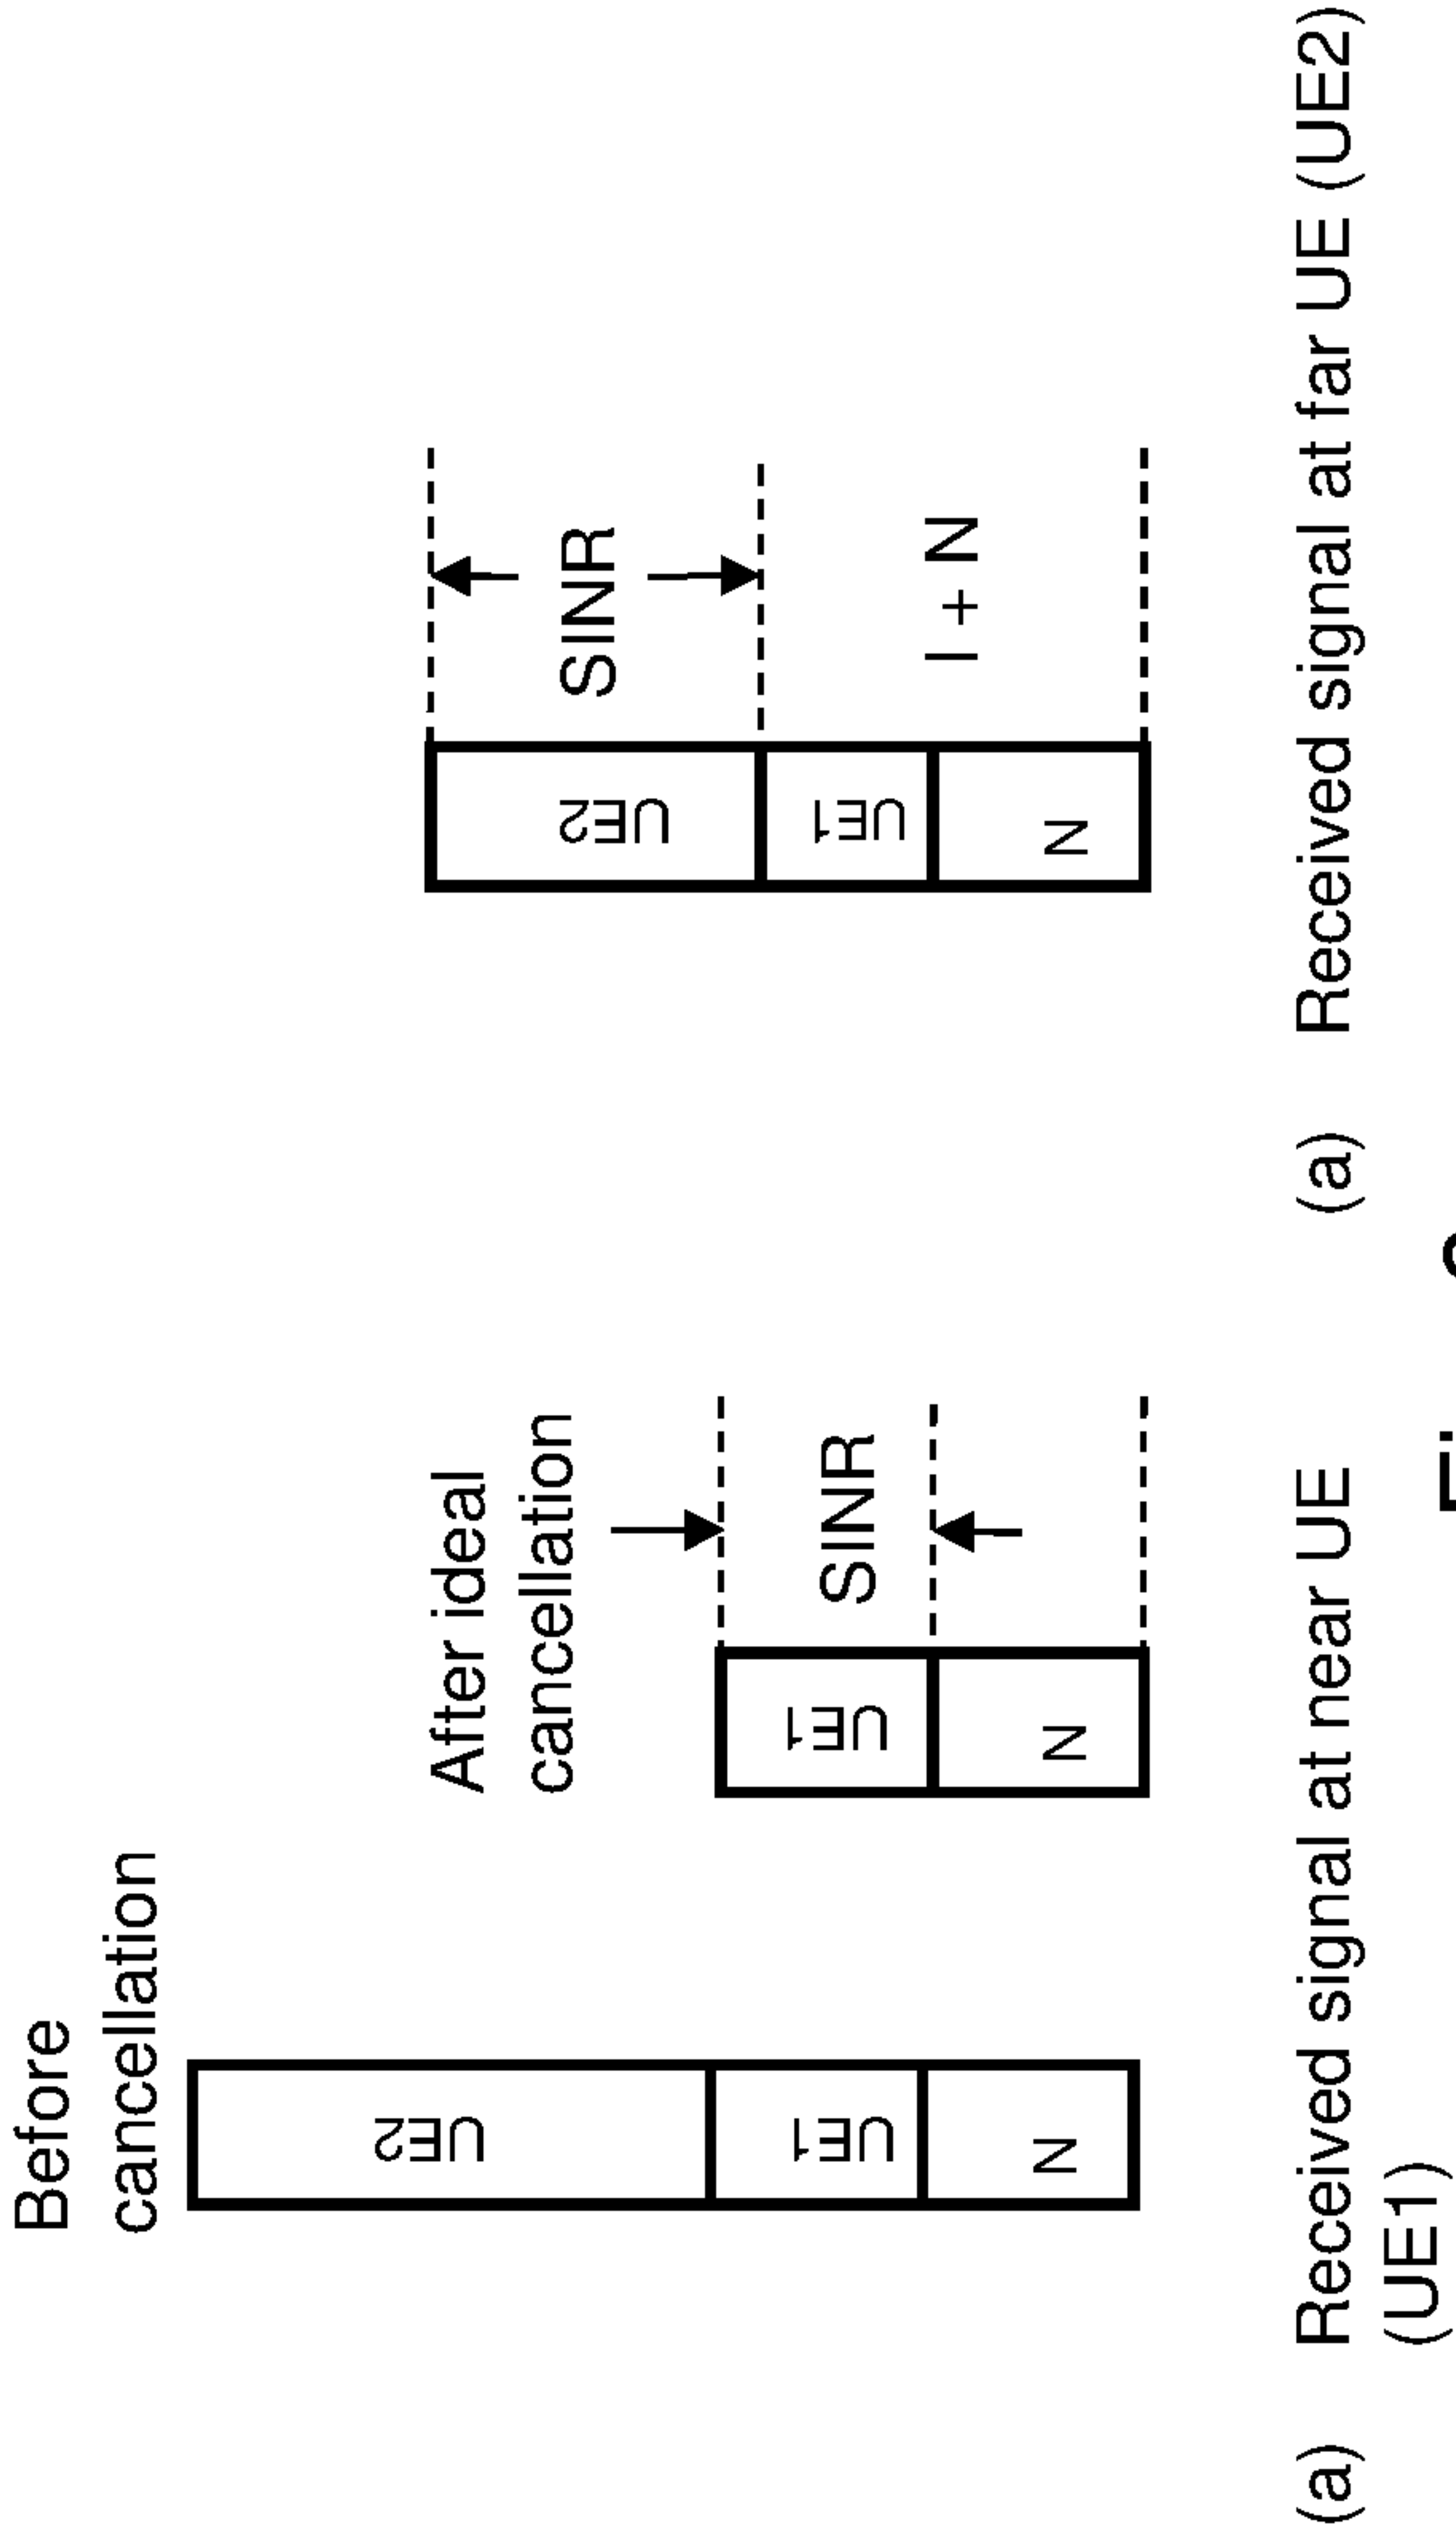 Before
cancellation
UE2
UE1
N
After ideal
cancellation
SINR
UE1
N
SINR
I + N
UE2
UE1
N
(a) Received signal at near UE
(UE1)
(a) Received signal at far UE (UE2)